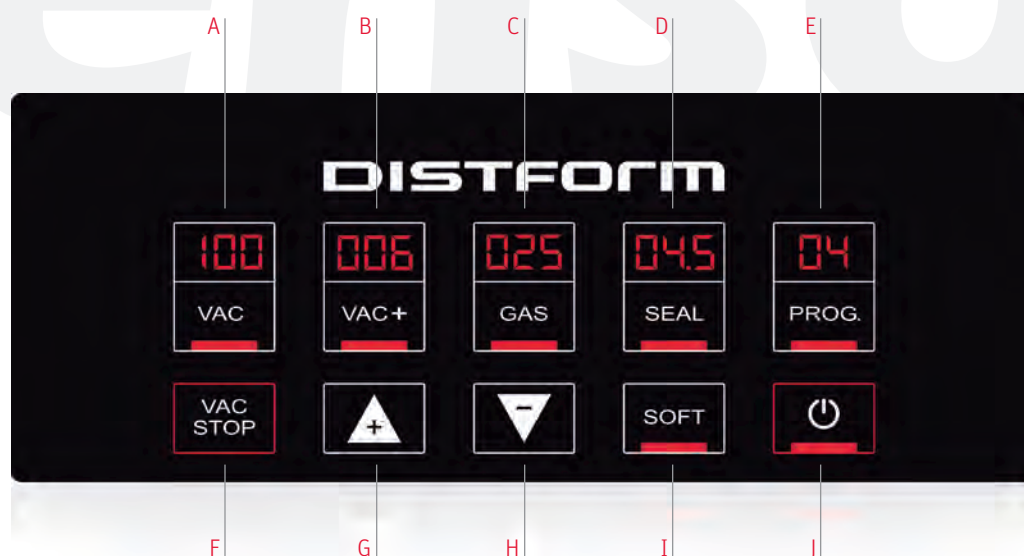 A B C D E
DISTFORM
100 006 025 04.5 04
VAC VAC+ GAS SEAL PROG.
VAC
STOP
+ - SOFT
F G H I J